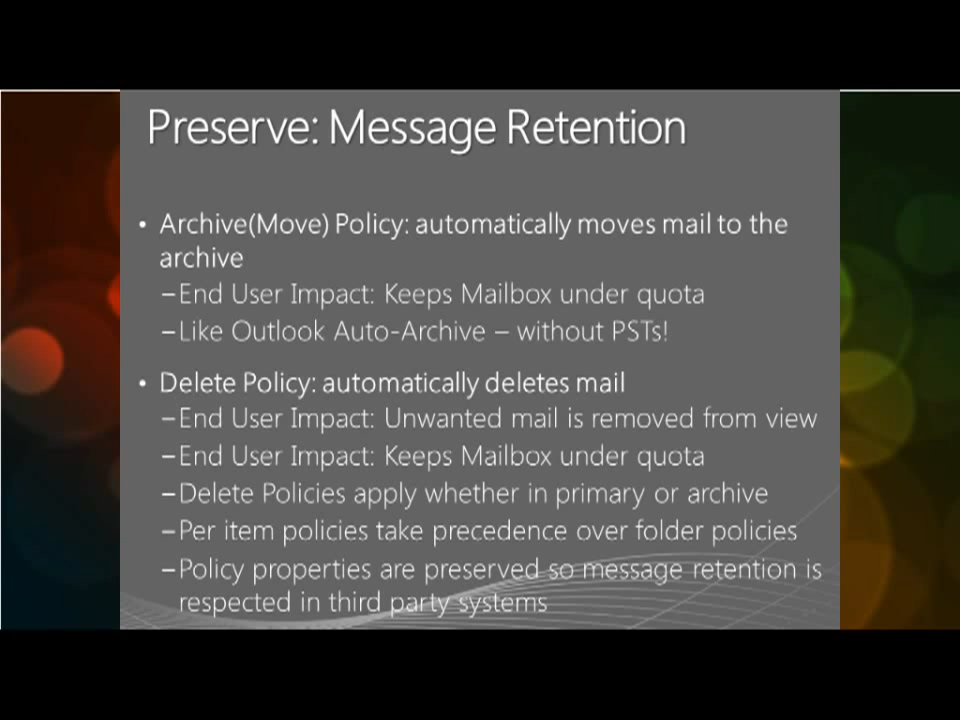 Preserve: Message Retention
• Archive(Move) Policy: automatically moves mail to the
archive
–End User Impact: Keeps Mailbox under quota
–Like Outlook Auto-Archive – without PSTs!
• Delete Policy: automatically deletes mail
–End User Impact: Unwanted mail is removed from view
–End User Impact: Keeps Mailbox under quota
–Delete Policies apply whether in primary or archive
–Per item policies take precedence over folder policies
–Policy properties are preserved so message retention is
respected in third party systems